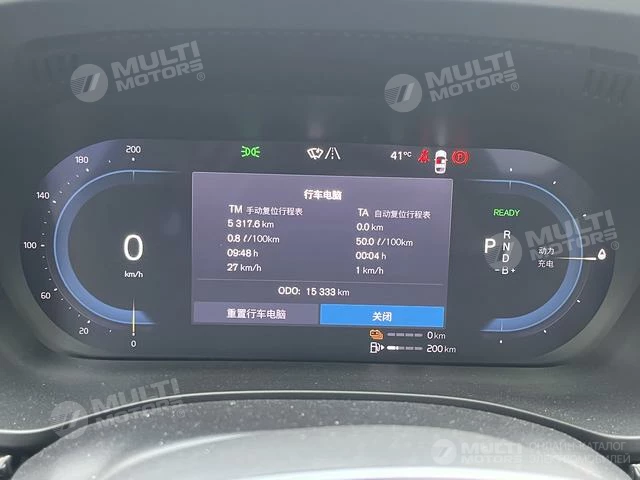 MULTI
MOTORS®
MULTI
MOTORS®
200
180
140
100
60
20
0
0
km/h
41°C
P
行车电脑
TM 手动复位行程表
5 317.6 km
0.8 ℓ/100km
09:48 h
27 km/h
TA 自动复位行程表
0.0 km
50.0 ℓ/100km
00:04 h
1 km/h
ODO: 15 333 km
重置行车电脑
关闭
READY
P
R
N
D
-B+
动力
充电
0 km
200 km
MULTI
MOTORS
MULTI
MOTORS
MULTI
MOTORS
ОНЛАЙН-КАТАЛОГ
АВТОМОБИЛЕЙ